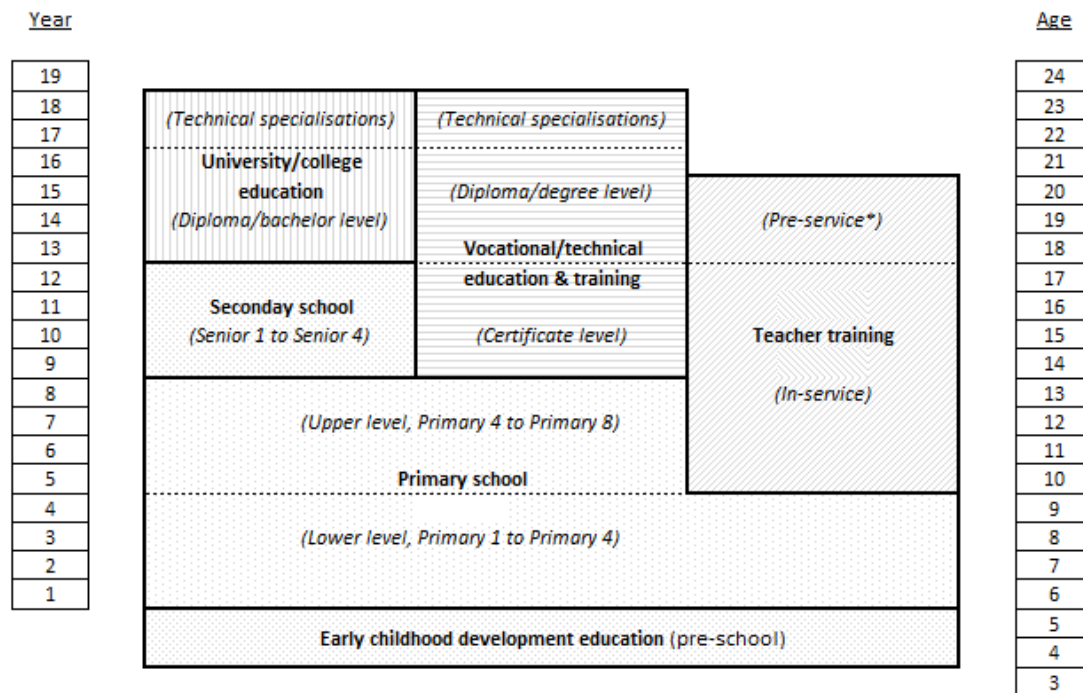 Year
Age
19
24
18
(Technical specialisations)
(Technical specialisations)
23
17
22
16
University/college
21
15
education
(Diploma/degree level)
20
14
(Diploma/bachelor level)
(Pre-service*)
19
13
Vocational/technical
18
12
education & training
17
11
Seconday school
16
10
(Senior 1 to Senior 4)
(Certificate level)
Teacher training
15
9
14
8
(In-service)
13
7
(Upper level, Primary 4 to Primary 8)
12
6
11
5
Primary school
10
4
9
3
(Lower level, Primary 1 to Primary 4)
8
2
7
1
6
5
Early childhood development education (pre-school)
4
3